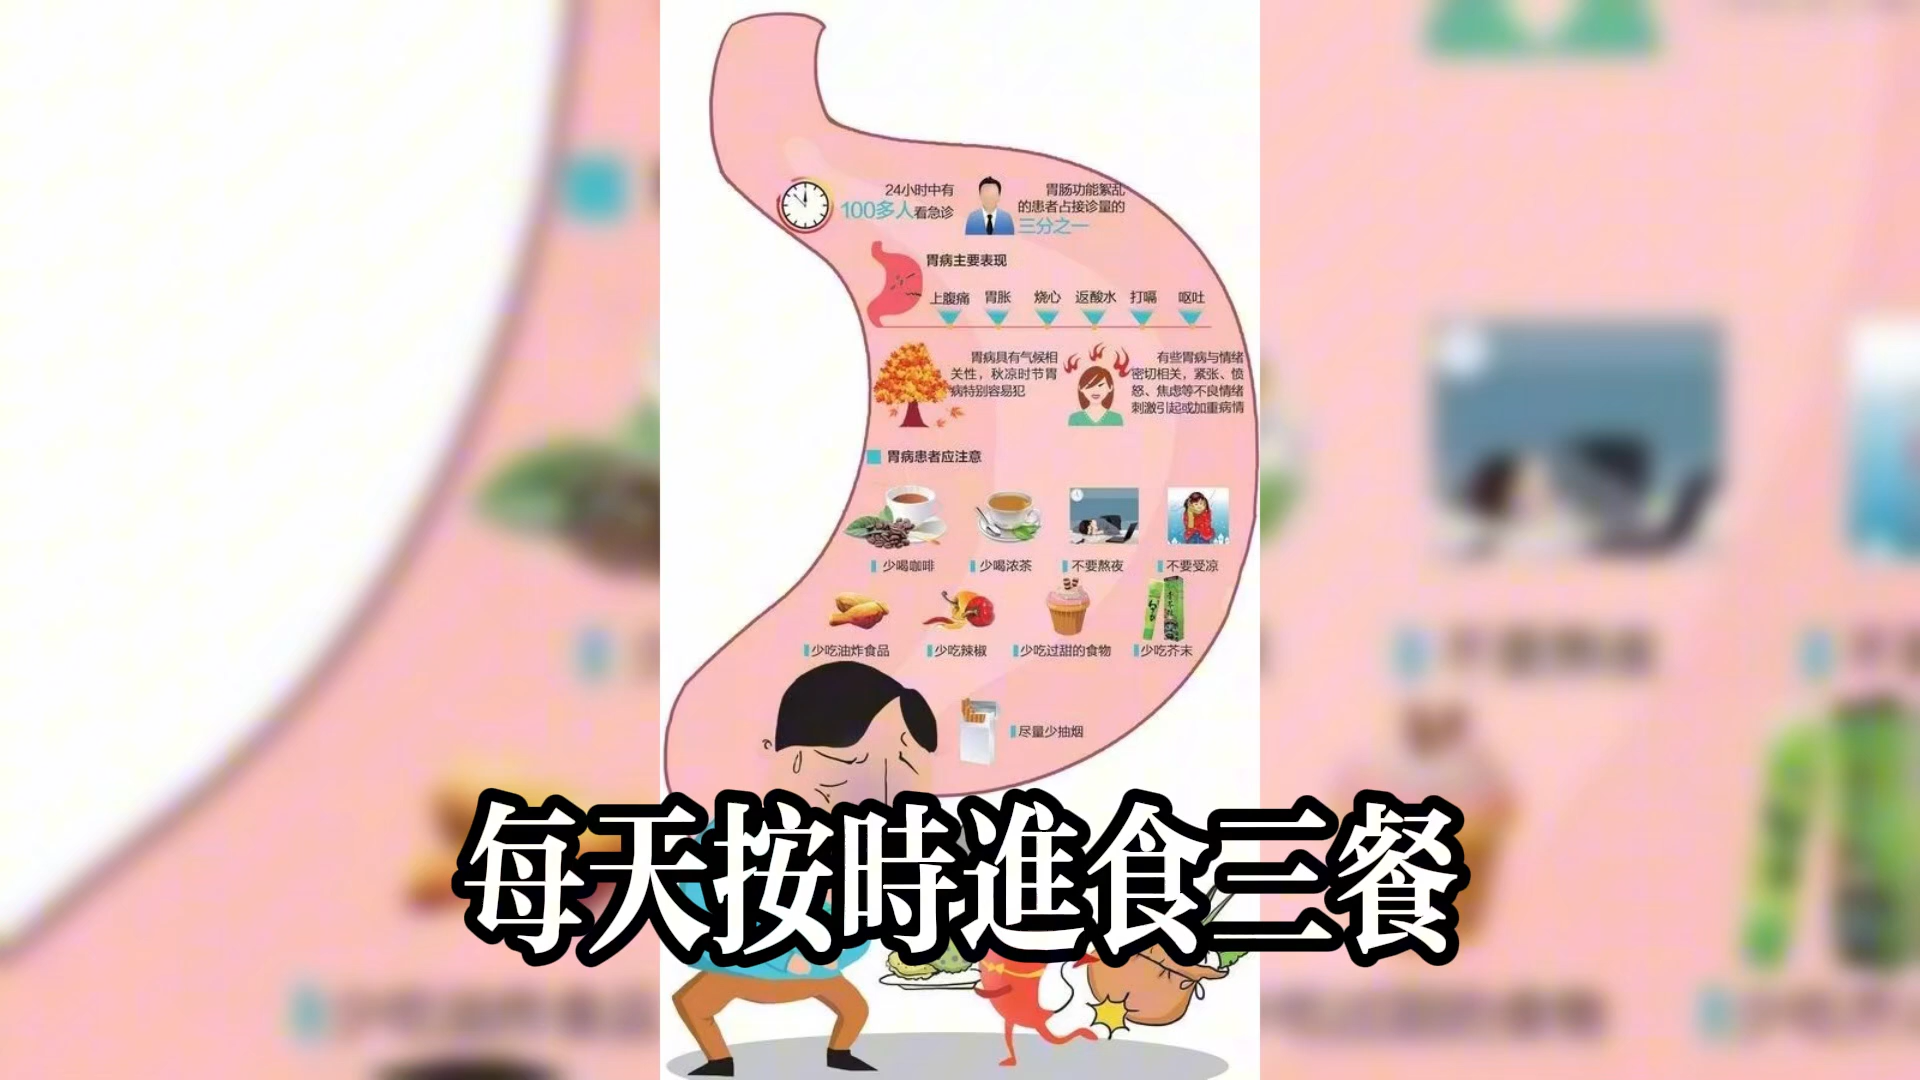 24小时中有
100多人看急诊
胃肠功能絮乱
的患者占接诊量的
三分之一
胃病主要表现
上腹痛 胃胀 烧心 返酸水 打嗝 呕吐
胃病具有气候相
关性，秋凉时节胃
病特别容易犯
有些胃病与情绪
密切相关，紧张、愤
怒、焦虑等不良情绪
刺激引起或加重病情
胃病患者应注意
少喝咖啡 少喝浓茶 不要熬夜 不要受凉
少吃油炸食品 少吃辣椒 少吃过甜的食物 少吃芥末
尽量少抽烟
每天按時進食三餐